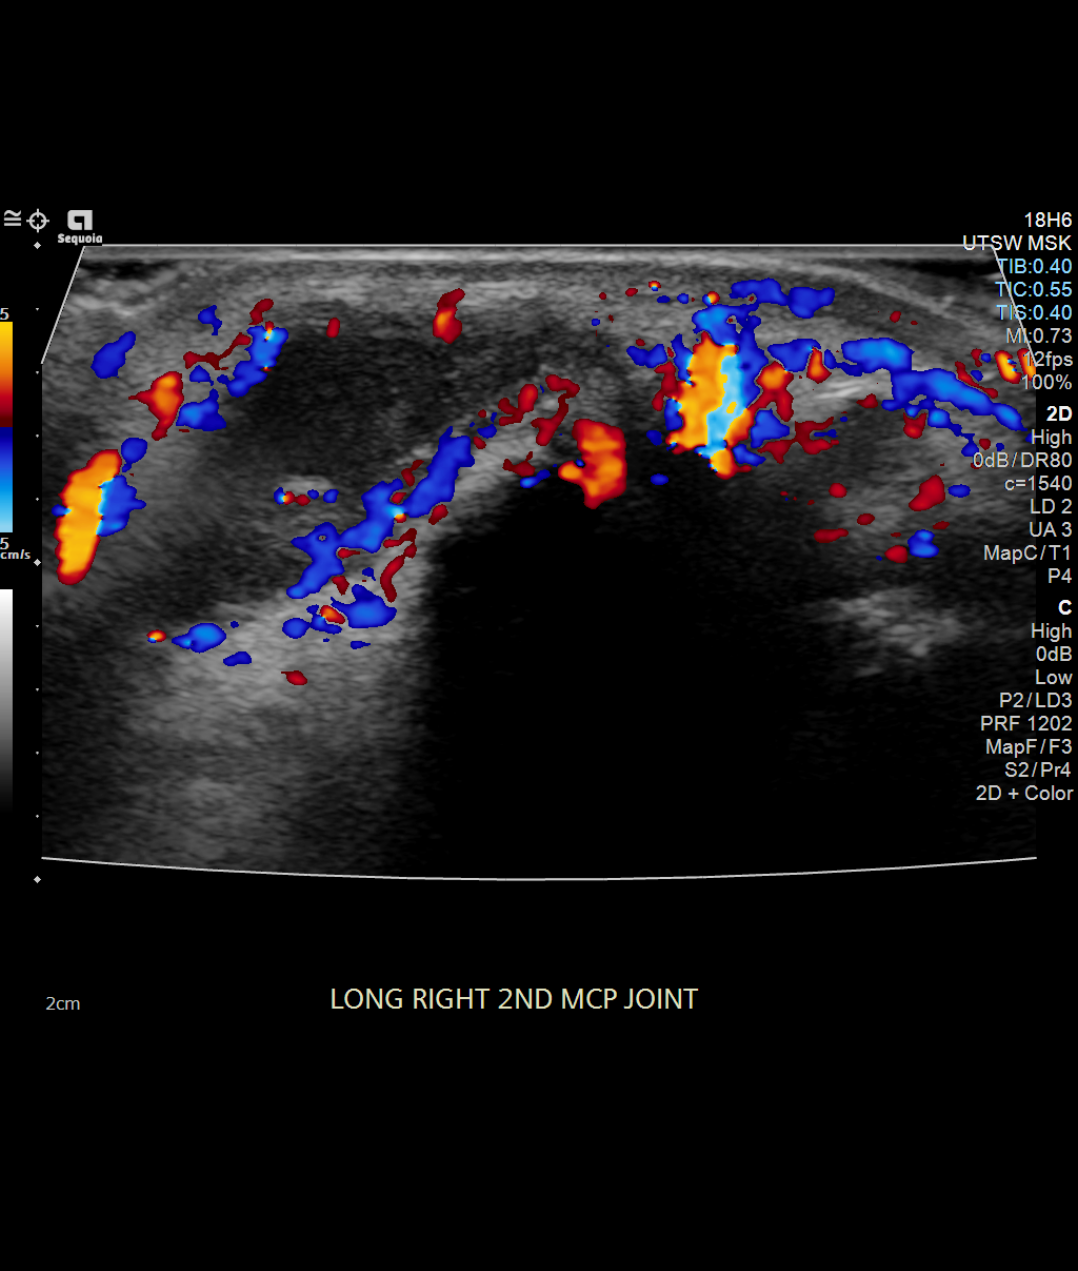 Sequoia
18H6
UTSW MSK
TIB:0.40
TIC:0.55
TIS:0.40
MI:0.73
12fps
100%
2D
High
0dB/DR80
c=1540
LD 2
UA 3
MapC/T1
P4
C
High
0dB
Low
P2/LD3
PRF 1202
MapF/F3
S2/Pr4
2D + Color
5
5
cm/s
2cm
LONG RIGHT 2ND MCP JOINT